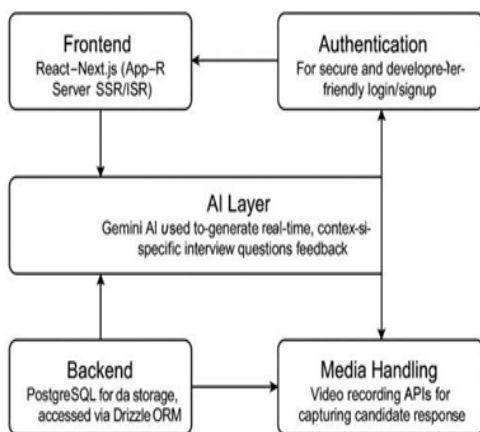 Frontend
React–Next.js (App–R
Server SSR/ISR)
Authentication
For secure and developre-ter-
friendly login/signup
AI Layer
Gemini AI used to-generate real-time, contex-si-
specific interview questions feedback
Backend
PostgreSQL for da storage,
accessed via Drizzle ORM
Media Handling
Video recording APIs for
capturing candidate response